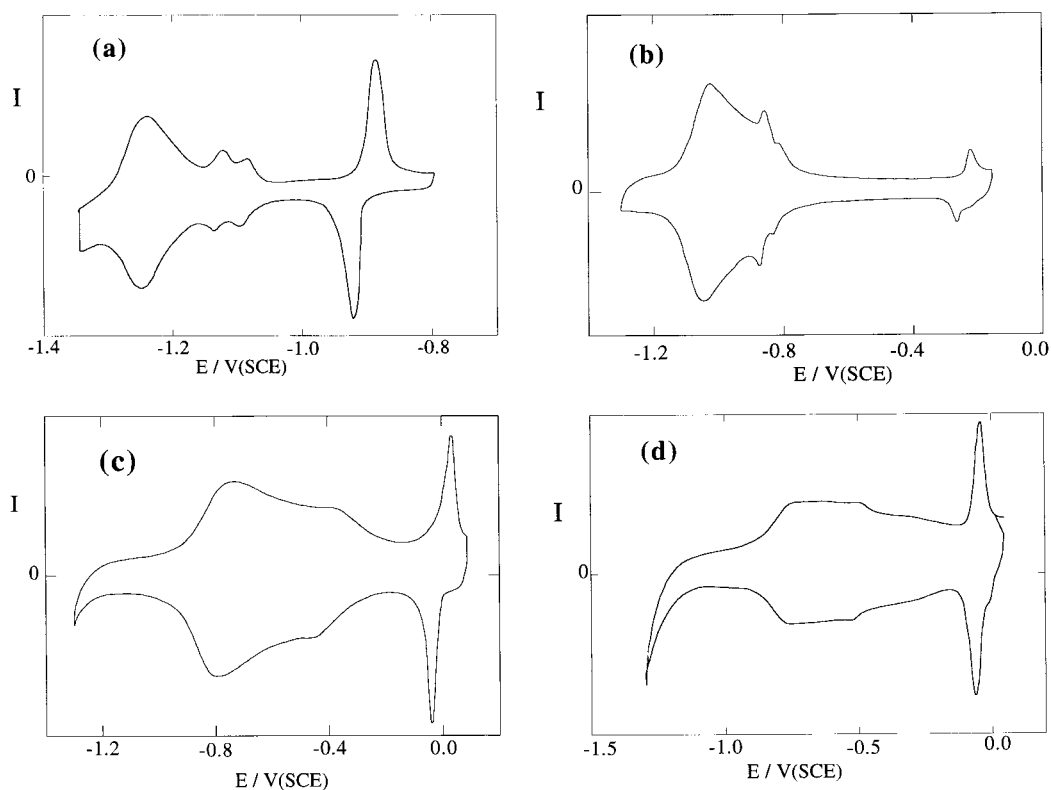 (a)
I
0
-1.4 -1.2 -1.0 -0.8
E / V(SCE)
(b)
I
0
-1.2 -0.8 -0.4 0.0
E / V(SCE)
(c)
I
0
-1.2 -0.8 -0.4 0.0
E / V(SCE)
(d)
I
0
-1.5 -1.0 -0.5 0.0
E / V(SCE)